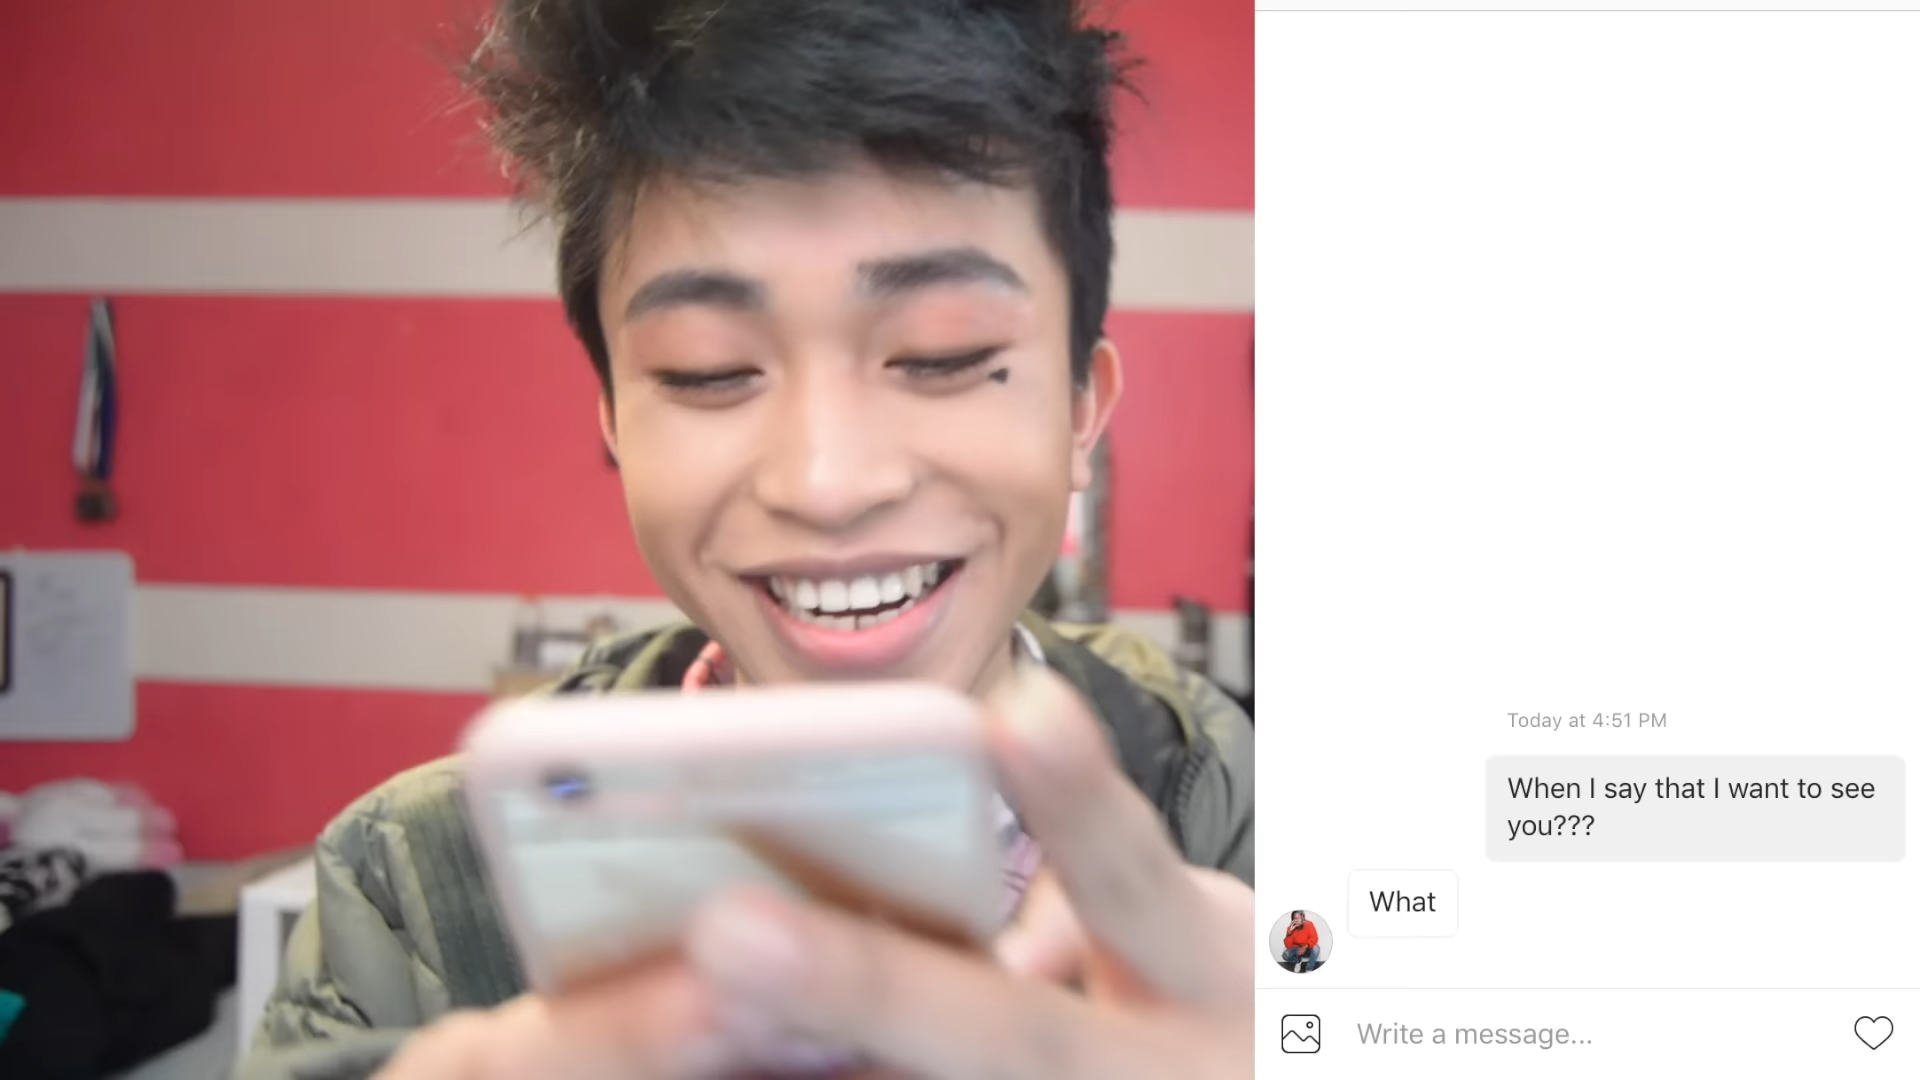 Today at 4:51 PM
When I say that I want to see
you???
What
Write a message...